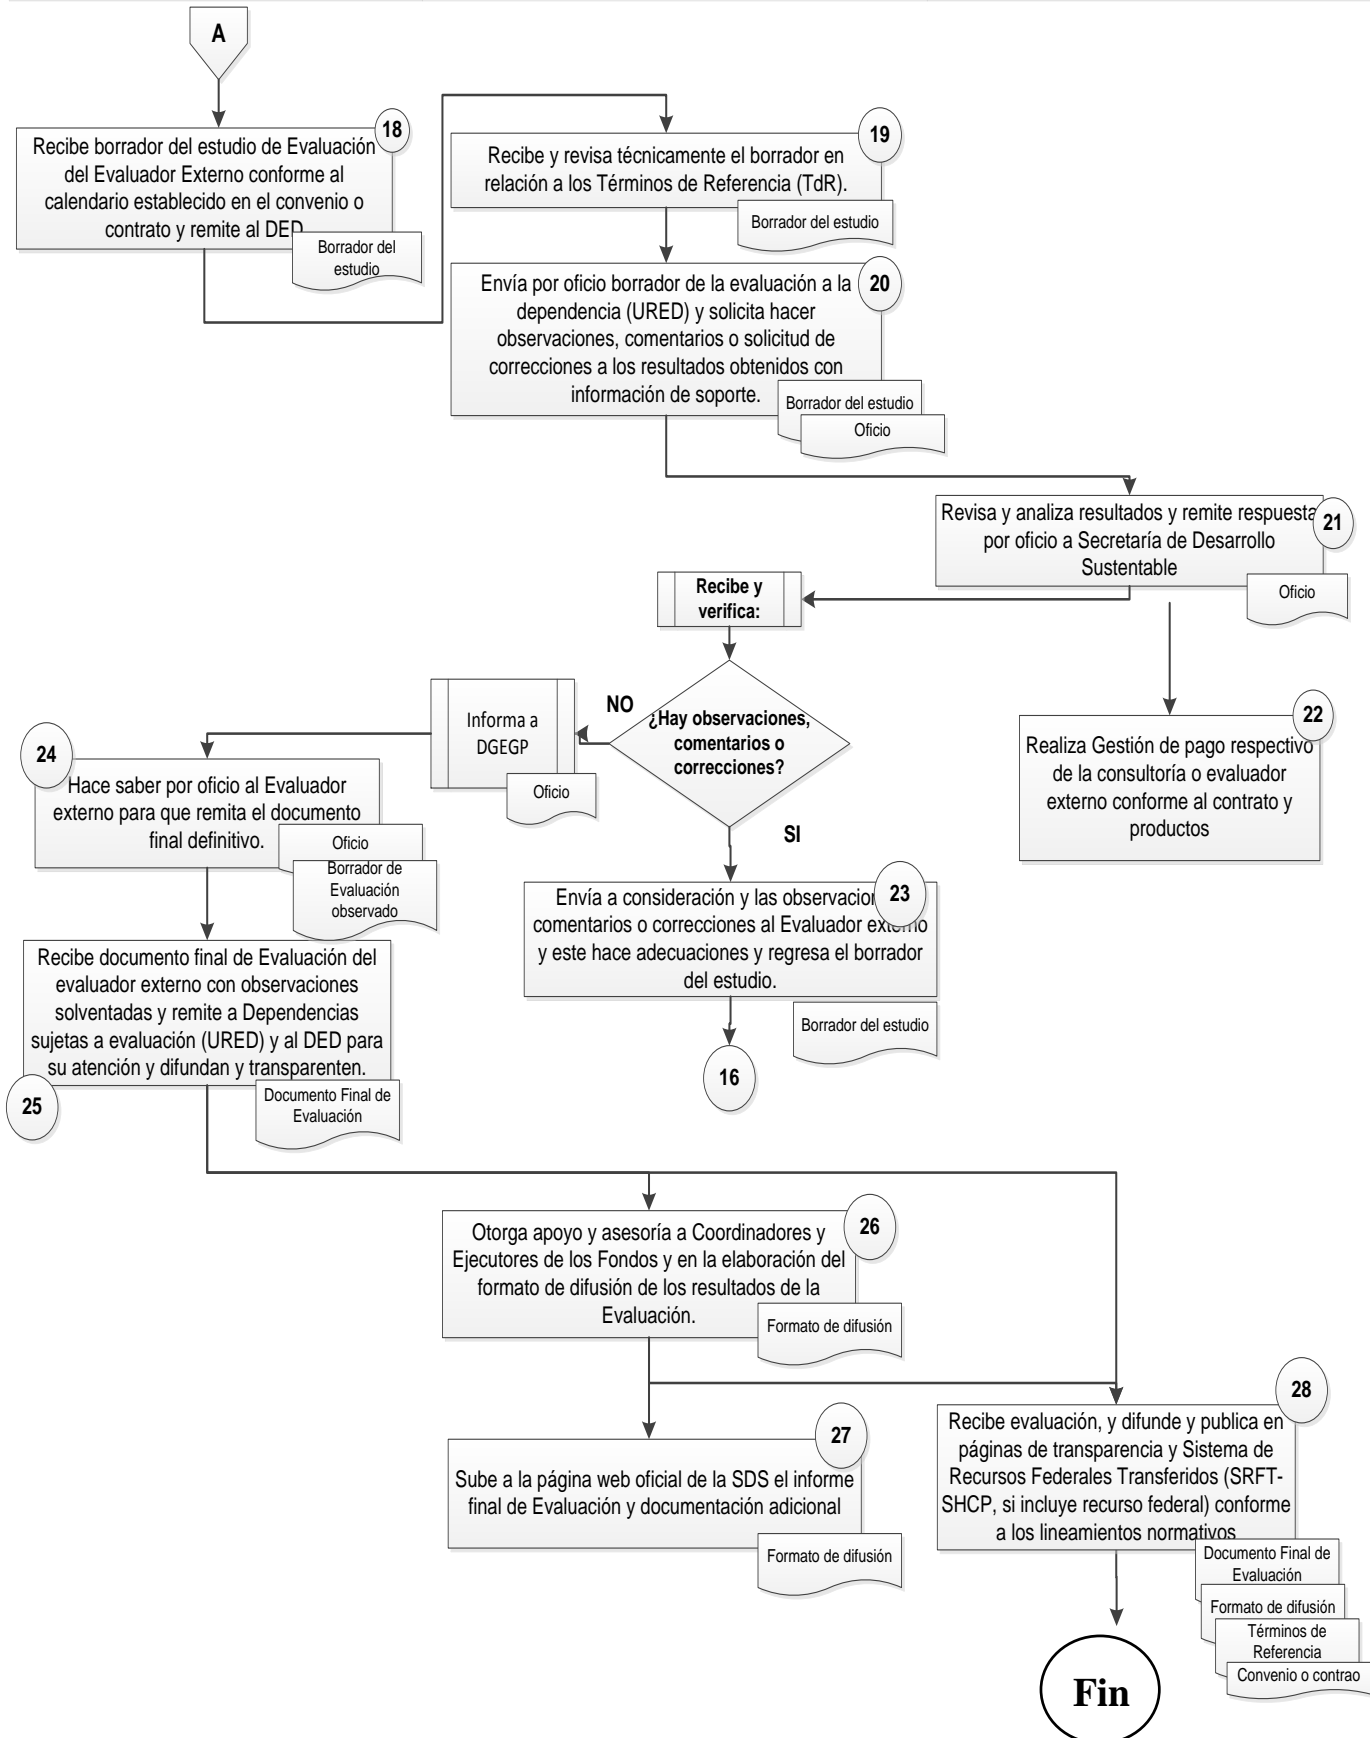 A
18
Recibe borrador del estudio de Evaluación
del Evaluador Externo conforme al
calendario establecido en el convenio o
contrato y remite al DED
Borrador del
estudio
19
Recibe y revisa técnicamente el borrador en
relación a los Términos de Referencia (TdR).
Borrador del estudio
20
Envía por oficio borrador de la evaluación a la
dependencia (URED) y solicita hacer
observaciones, comentarios o solicitud de
correcciones a los resultados obtenidos con
información de soporte.
Borrador del estudio
Oficio
21
Revisa y analiza resultados y remite respuesta
por oficio a Secretaría de Desarrollo
Sustentable
Oficio
Recibe y
verifica:
¿Hay observaciones,
comentarios o
correcciones?
NO
SI
Informa a
DGEGP
Oficio
22
Realiza Gestión de pago respectivo
de la consultoría o evaluador
externo conforme al contrato y
productos
24
Hace saber por oficio al Evaluador
externo para que remita el documento
final definitivo.
Oficio
Borrador de
Evaluación
observado
23
Envía a consideración y las observacion
comentarios o correcciones al Evaluador externo
y este hace adecuaciones y regresa el borrador
del estudio.
Borrador del estudio
16
Recibe documento final de Evaluación del
evaluador externo con observaciones
solventadas y remite a Dependencias
sujetas a evaluación (URED) y al DED para
su atención y difundan y transparenten.
25
Documento Final de
Evaluación
26
Otorga apoyo y asesoría a Coordinadores y
Ejecutores de los Fondos y en la elaboración del
formato de difusión de los resultados de la
Evaluación.
Formato de difusión
27
Sube a la página web oficial de la SDS el informe
final de Evaluación y documentación adicional
Formato de difusión
28
Recibe evaluación, y difunde y publica en
páginas de transparencia y Sistema de
Recursos Federales Transferidos (SRFT-
SHCP, si incluye recurso federal) conforme
a los lineamientos normativos
Documento Final de
Evaluación
Formato de difusión
Términos de
Referencia
Convenio o contrao
Fin